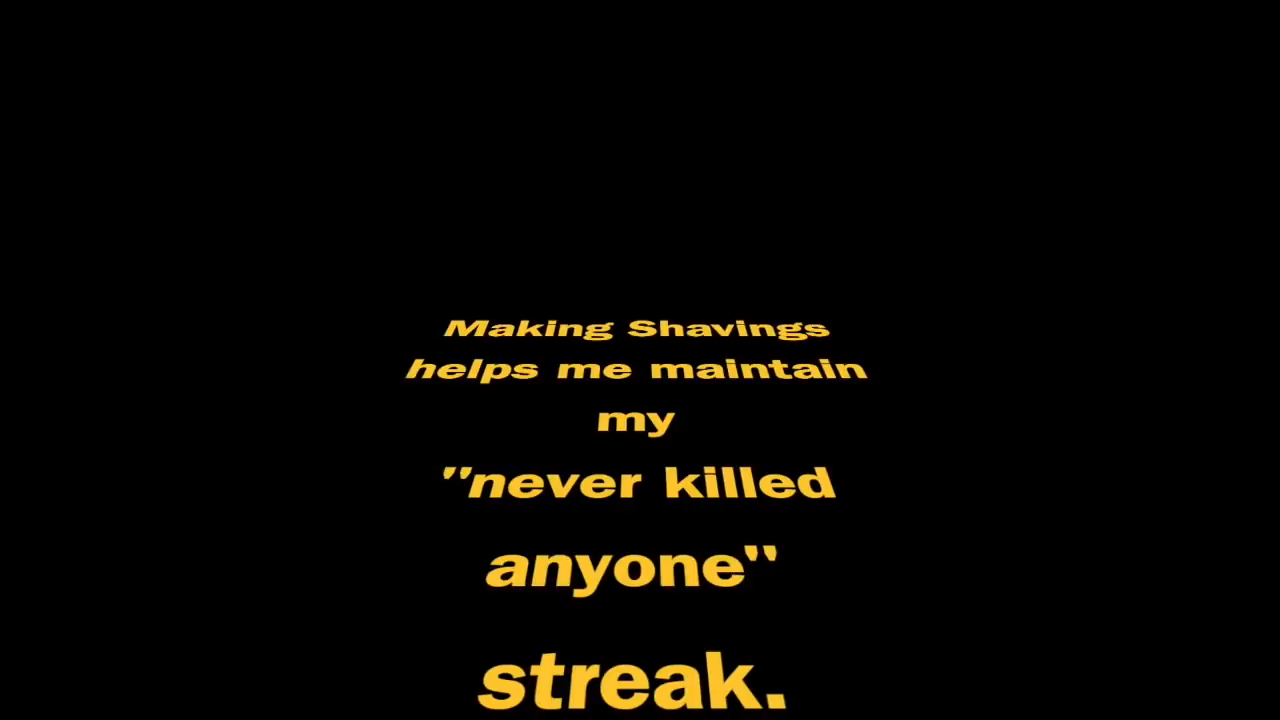 Making Shavings
helps me maintain
my
"never killed
anyone"
streak.